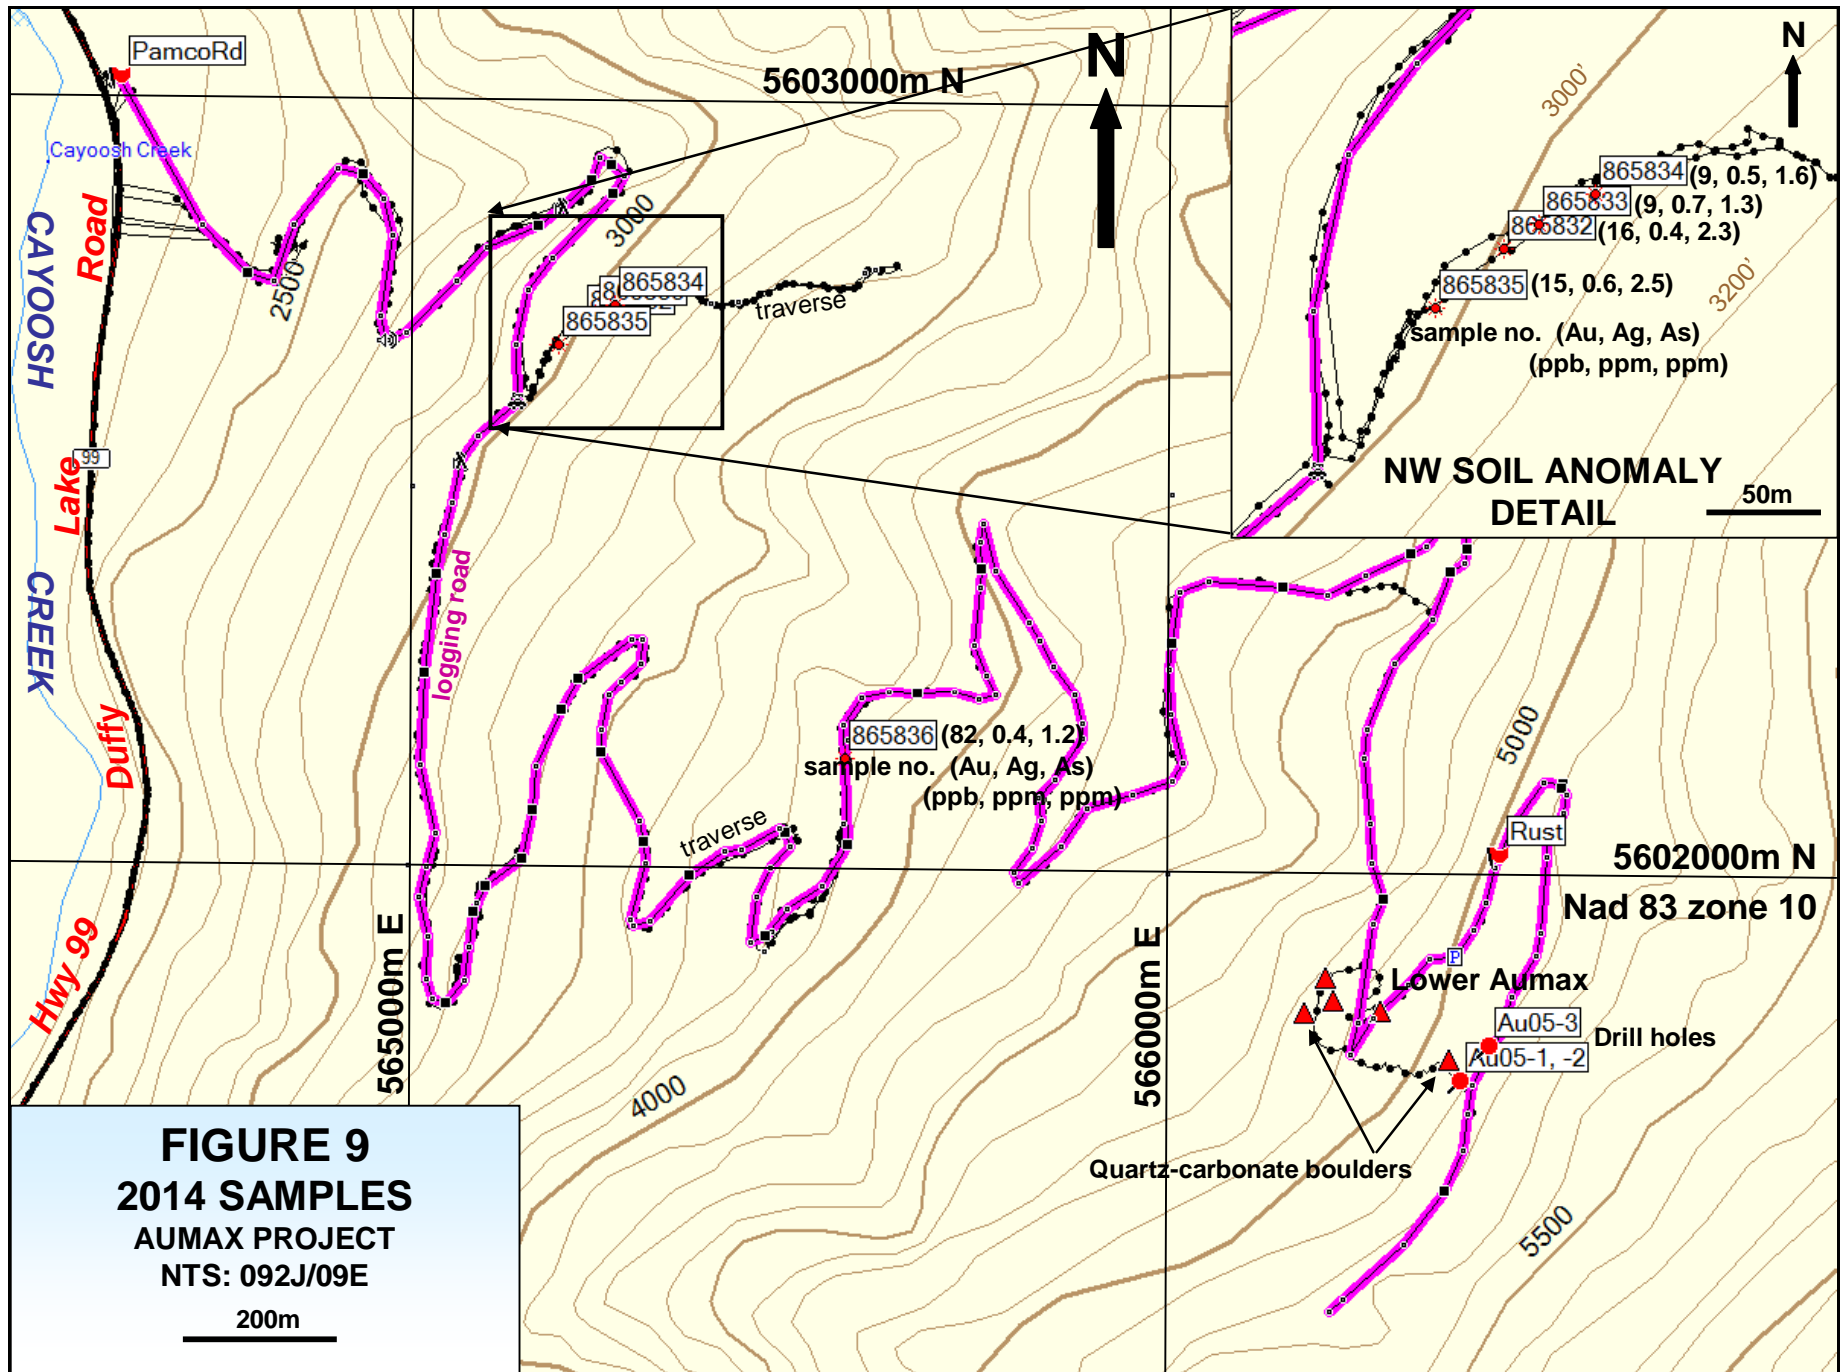 PamcoRd
5603000m N
N
Cayoosh Creek
CAYOOSH
CREEK
Road
Lake
Duffy
Hwy 99
99
2500
3000
865834
865835
traverse
logging road
N
3000'
3200'
865834 (9, 0.5, 1.6)
865833 (9, 0.7, 1.3)
865832 (16, 0.4, 2.3)
865835 (15, 0.6, 2.5)
sample no. (Au, Ag, As)
(ppb, ppm, ppm)
NW SOIL ANOMALY
DETAIL
50m
865836 (82, 0.4, 1.2)
sample no. (Au, Ag, As)
(ppb, ppm, ppm)
traverse
5000
Rust
5602000m N
Nad 83 zone 10
565000m E
566000m E
P
Lower Aumax
Au05-3
Drill holes
Au05-1, -2
4000
Quartz-carbonate boulders
5500
FIGURE 9
2014 SAMPLES
AUMAX PROJECT
NTS: 092J/09E
200m